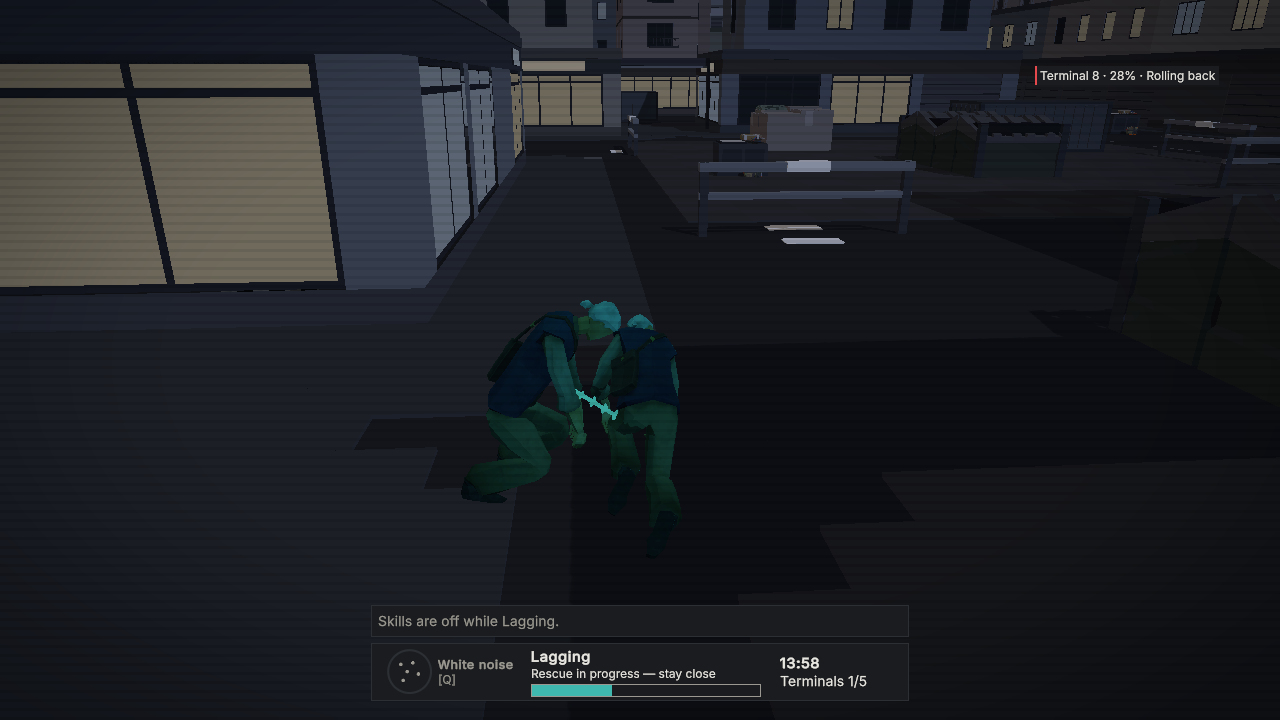 Terminal 8 · 28% · Rolling back
Skills are off while Lagging.
White noise
[Q]
Lagging
Rescue in progress — stay close
13:58
Terminals 1/5